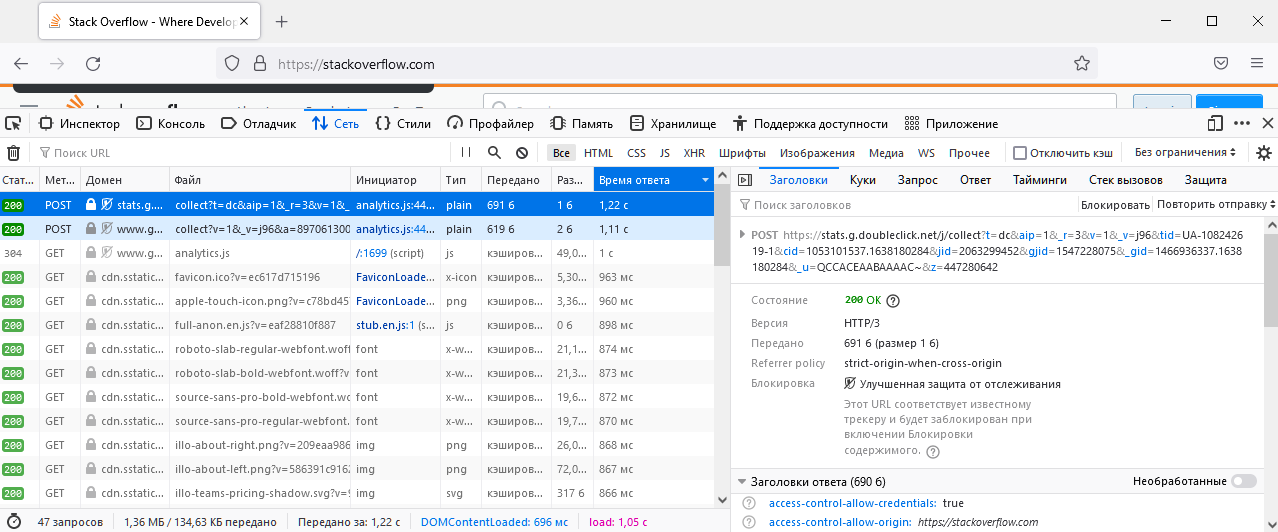 Stack Overflow - Where Develop
https://stackoverflow.com
Инспектор Консоль Отладчик Сеть Стили Профайлер Память Хранилище Поддержка доступности Приложение
Поиск URL Все HTML CSS JS XHR Шрифты Изображения Медиа WS Прочее Отключить кэш Без ограничения
Стат... Мет... Домен Файл Инициатор Тип Передано Раз... Время ответа
200 POST stats.g.... collect?t=dc&aip=1&_r=3&v=1&_ analytics.js:44... plain 691 б 1 б 1,22 с
200 POST www.g... collect?v=1&_v=j96&a=897061300 analytics.js:44... plain 619 б 2 б 1,11 с
304 GET www.g... analytics.js /:1699 (script) js 49,0... 1 с
200 GET cdn.sstatic... favicon.ico?v=ec617d715196 FaviconLoade... x-icon кэширов... 5,30... 963 мс
200 GET cdn.sstatic... apple-touch-icon.png?v=c78bd45 FaviconLoade... png кэширов... 3,36... 960 мс
200 GET cdn.sstatic... full-anon.en.js?v=eaf28810f887 stub.en.js:1 (s... js кэширов... 0 б 898 мс
200 GET cdn.sstatic... roboto-slab-regular-webfont.woff font x-w... кэширов... 21,1... 874 мс
200 GET cdn.sstatic... roboto-slab-bold-webfont.woff?v font x-w... кэширов... 21,3... 873 мс
200 GET cdn.sstatic... source-sans-pro-bold-webfont.wo font x-w... кэширов... 19,6... 872 мс
200 GET cdn.sstatic... source-sans-pro-regular-webfont. font x-w... кэширов... 19,7... 870 мс
200 GET cdn.sstatic... illo-about-right.png?v=209eaa986 img png кэширов... 26,0... 868 мс
200 GET cdn.sstatic... illo-about-left.png?v=586391c916 img png кэширов... 72,0... 867 мс
200 GET cdn.sstatic... illo-teams-pricing-shadow.svg?v= img svg кэширов... 317 б 866 мс
47 запросов 1,36 МБ / 134,63 КБ передано Передано за: 1,22 с DOMContentLoaded: 696 мс load: 1,05 с
Заголовки Куки Запрос Ответ Тайминги Стек вызовов Защита
Поиск заголовков Блокировать Повторить отправку
POST https://stats.g.doubleclick.net/j/collect?t=dc&aip=1&_r=3&v=1&_v=j96&tid=UA-1082426
19-1&cid=1053101537.1638180284&jid=2063299452&gjid=1547228075&_gid=1466936337.1638
180284&_u=QCCACEAABAAAAC~&z=447280642
Состояние 200 OK
Версия HTTP/3
Передано 691 б (размер 1 б)
Referrer policy strict-origin-when-cross-origin
Блокировка Улучшенная защита от отслеживания
Этот URL соответствует известному
трекеру и будет заблокирован при
включении Блокировки
содержимого.
Заголовки ответа (690 б) Необработанные
access-control-allow-credentials: true
access-control-allow-origin: https://stackoverflow.com